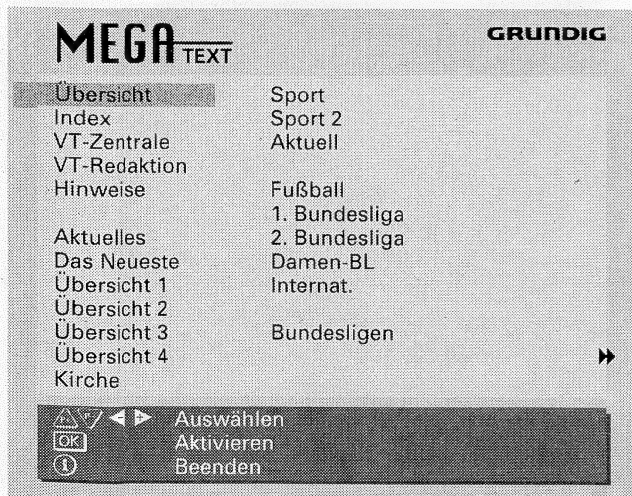 MEGA TEXT
GRUNDIG
Übersicht
Index
VT-Zentrale
VT-Redaktion
Hinweise
Aktuelles
Das Neueste
Übersicht 1
Übersicht 2
Übersicht 3
Übersicht 4
Kirche
Sport
Sport 2
Aktuell
Fußball
1. Bundesliga
2. Bundesliga
Damen-BL
Internat.
Bundesligen
P+ P- Auswählen
OK Aktivieren
i Beenden